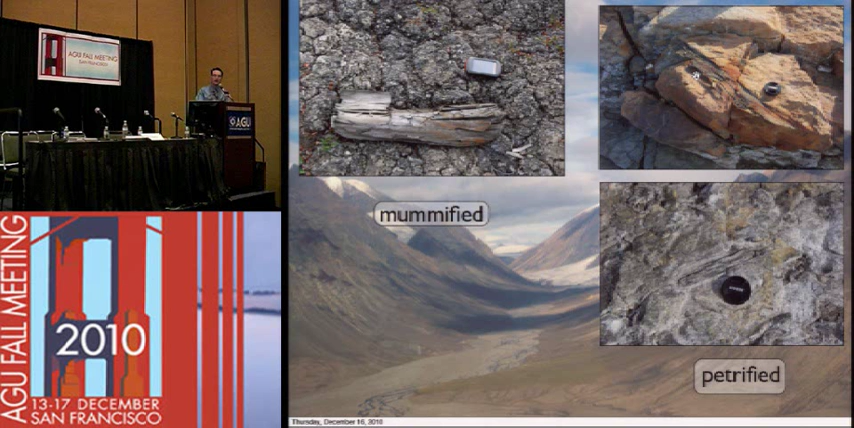 AGU FALL MEETING
SAN FRANCISCO
AGU
AGU FALL MEETING
2010
13-17 DECEMBER
SAN FRANCISCO
mummified
petrified
Thursday, December 16, 2010